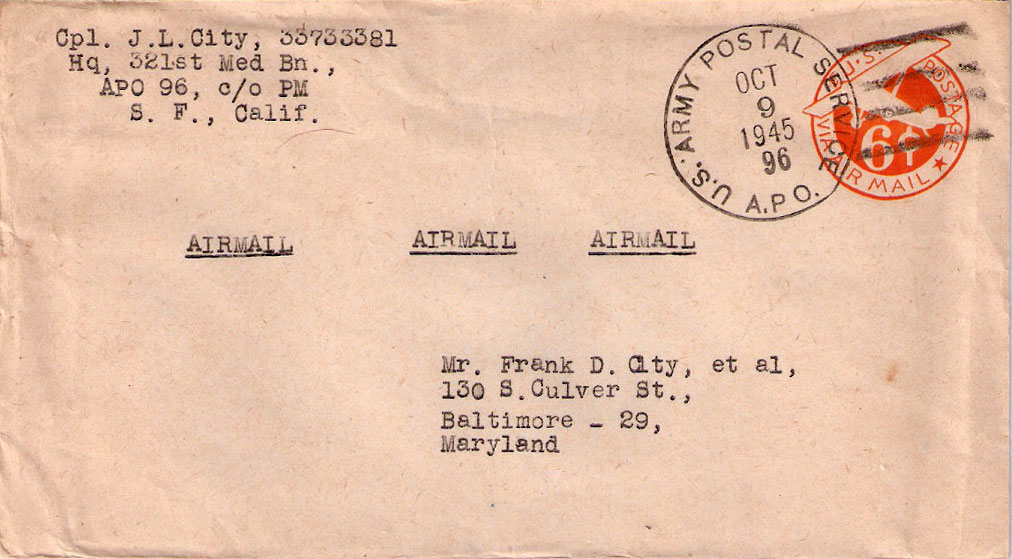 Cpl. J.L.City, 33733381
Hq, 321st Med Bn.,
APO 96, c/o PM
S. F., Calif.
U.S. ARMY POSTAL SERVICE
OCT
9
1945
96
A.P.O.
U.S. POSTAGE
6¢
VIA AIR MAIL
AIRMAIL AIRMAIL AIRMAIL
Mr. Frank D. City, et al,
130 S.Culver St.,
Baltimore - 29,
Maryland